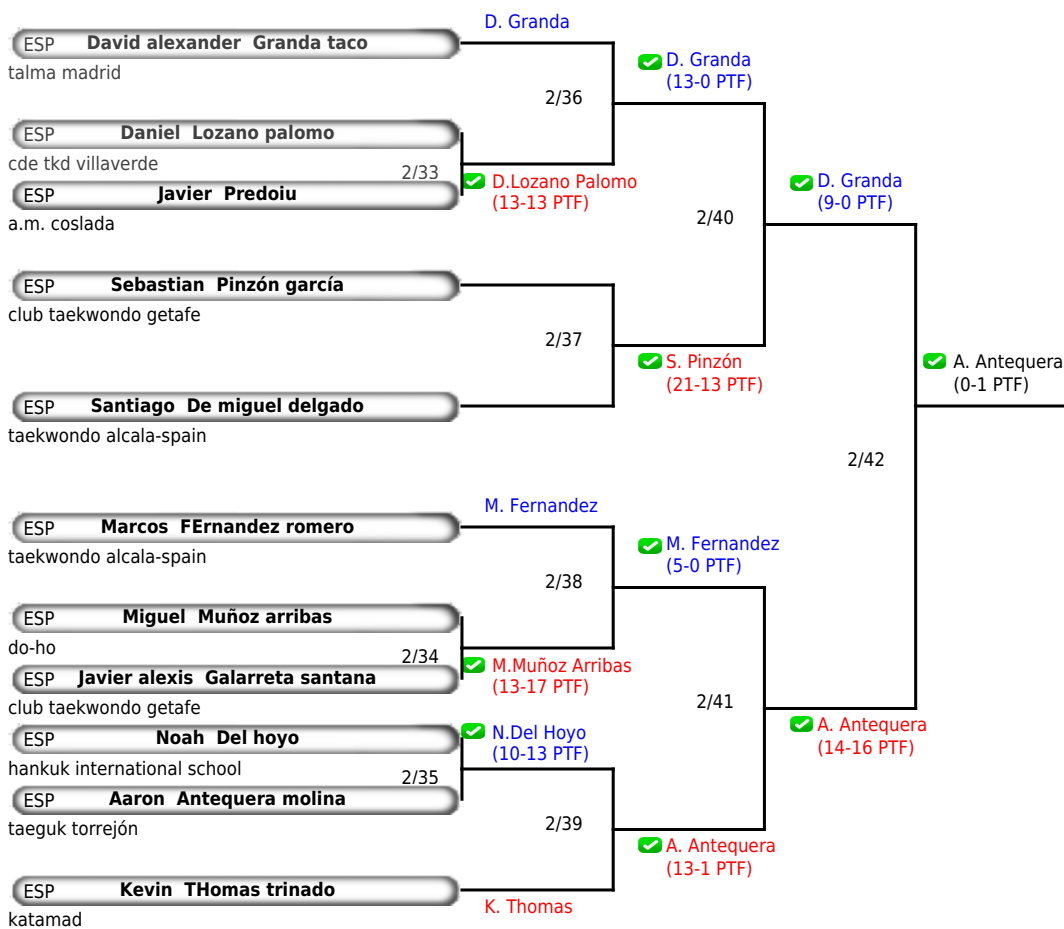 D. Granda
ESP David alexander Granda taco
talma madrid
D. Granda
(13-0 PTF)
2/36
ESP Daniel Lozano palomo
cde tkd villaverde
2/33
D.Lozano Palomo
(13-13 PTF)
ESP Javier Predoiu
a.m. coslada
D. Granda
(9-0 PTF)
2/40
ESP Sebastian Pinzón garcía
club taekwondo getafe
2/37
S. Pinzón
(21-13 PTF)
A. Antequera
(0-1 PTF)
ESP Santiago De miguel delgado
taekwondo alcala-spain
2/42
M. Fernandez
ESP Marcos FErnandez romero
taekwondo alcala-spain
M. Fernandez
(5-0 PTF)
2/38
ESP Miguel Muñoz arribas
do-ho
2/34
M.Muñoz Arribas
(13-17 PTF)
ESP Javier alexis Galarreta santana
club taekwondo getafe
2/41
A. Antequera
(14-16 PTF)
N.Del Hoyo
(10-13 PTF)
ESP Noah Del hoyo
hankuk international school
2/35
ESP Aaron Antequera molina
taeguk torrejón
2/39
A. Antequera
(13-1 PTF)
ESP Kevin THomas trinado
K. Thomas
katamad